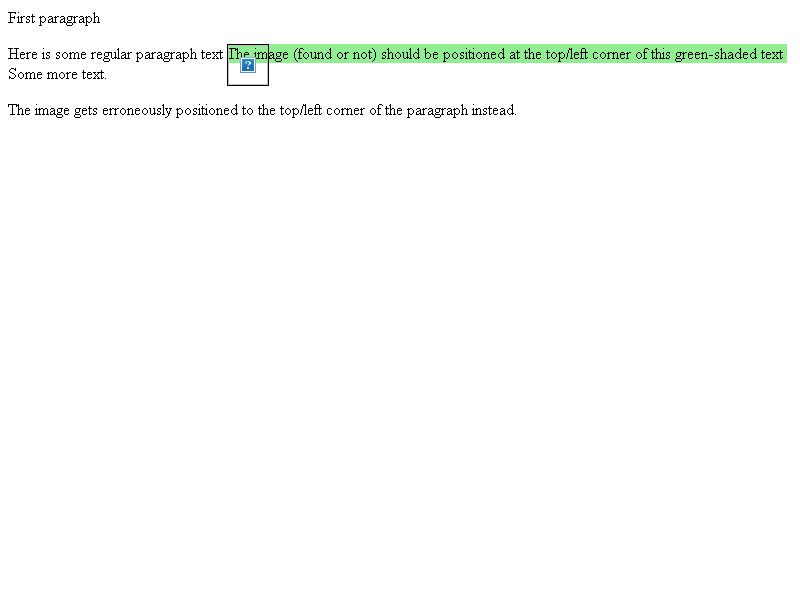 First paragraph
Here is some regular paragraph text The image (found or not) should be positioned at the top/left corner of this green-shaded text
Some more text.
The image gets erroneously positioned to the top/left corner of the paragraph instead.